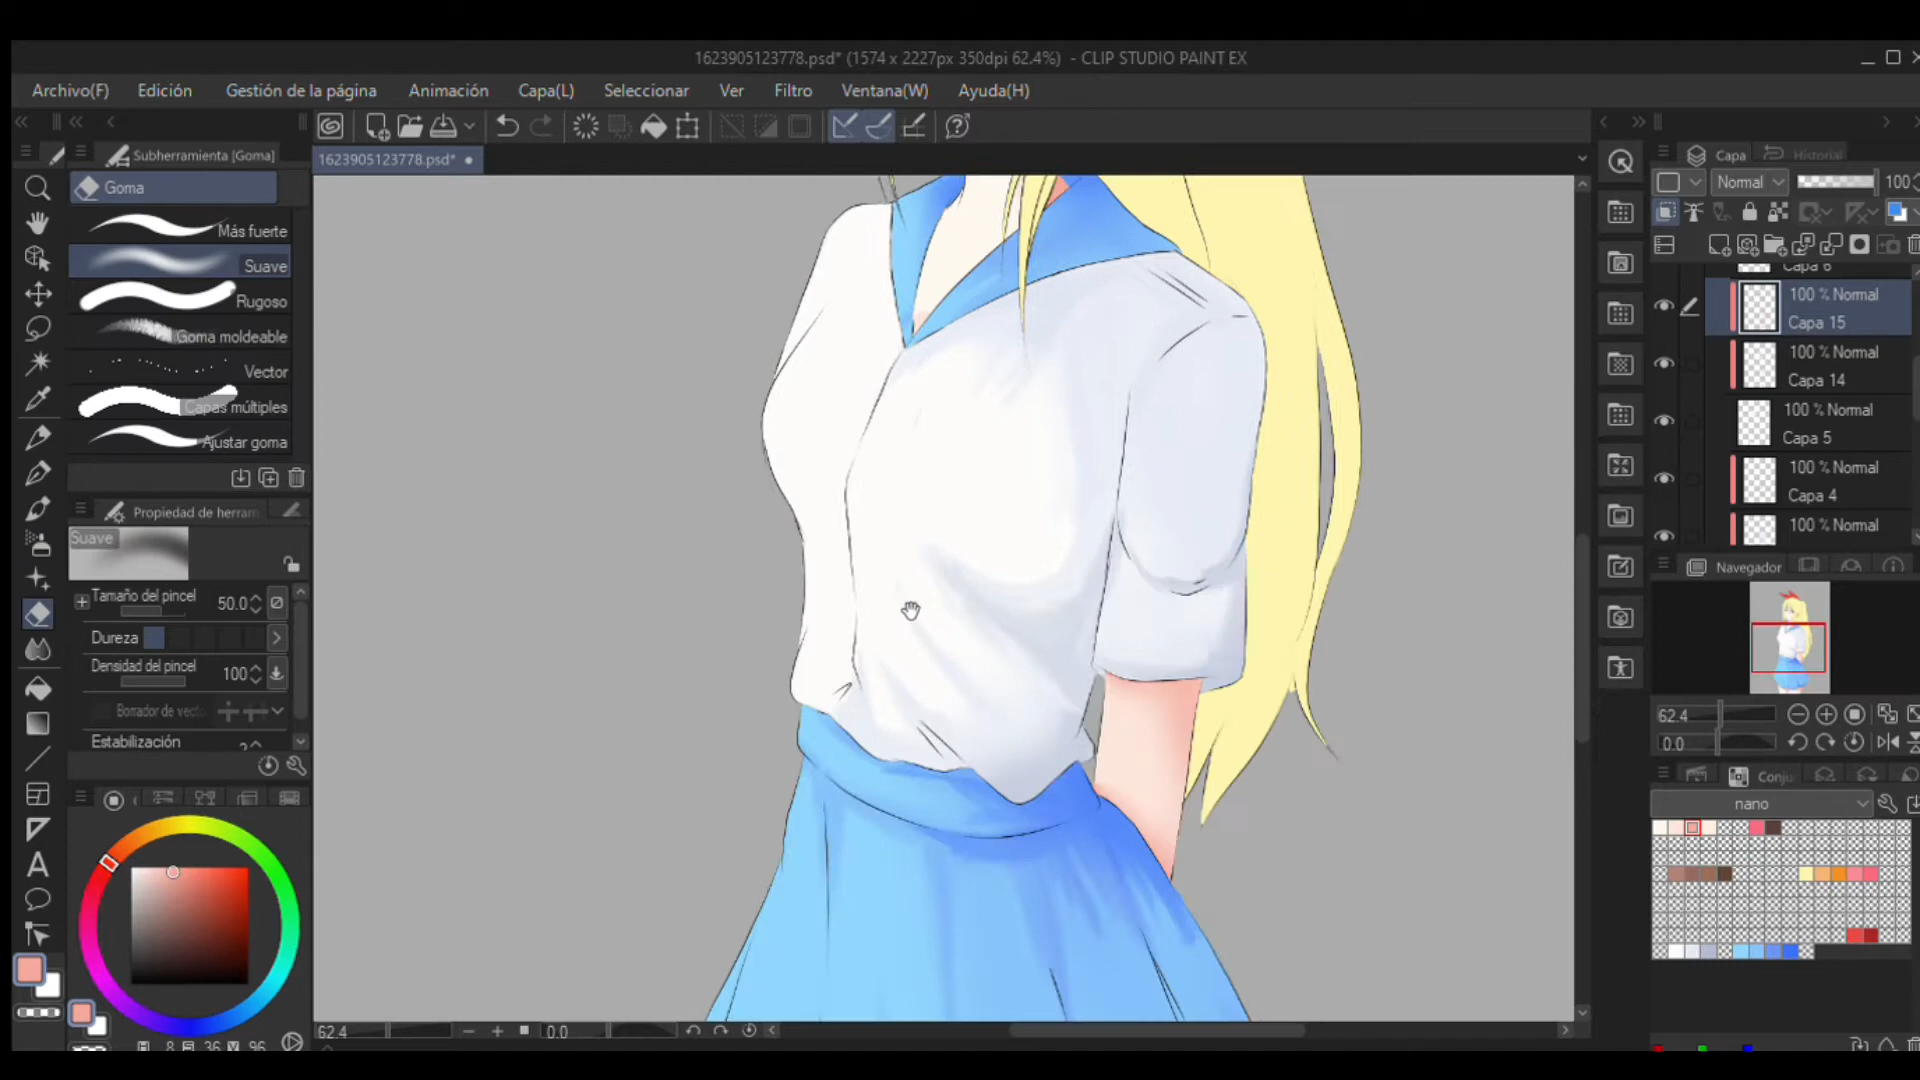 1623905123778.psd* (1574 x 2227px 350dpi 62.4%) - CLIP STUDIO PAINT EX
Archivo(F) Edición Gestión de la página Animación Capa(L) Seleccionar Ver Filtro Ventana(W) Ayuda(H)
Subherramienta [Goma]
1623905123778.psd*
Goma
Más fuerte
Suave
Rugoso
Goma moldeable
Vector
Capas múltiples
Ajustar goma
Propiedad de herram
Suave
Tamaño del pincel 50.0
Dureza
Densidad del pincel 100
Borrador de vecto
Estabilización
8 36 96
62.4 0.0
Capa Historial
Normal 100
Capa 6
100 % Normal
Capa 15
100 % Normal
Capa 14
100 % Normal
Capa 5
100 % Normal
Capa 4
100 % Normal
Navegador
62.4
0.0
Conju
nano